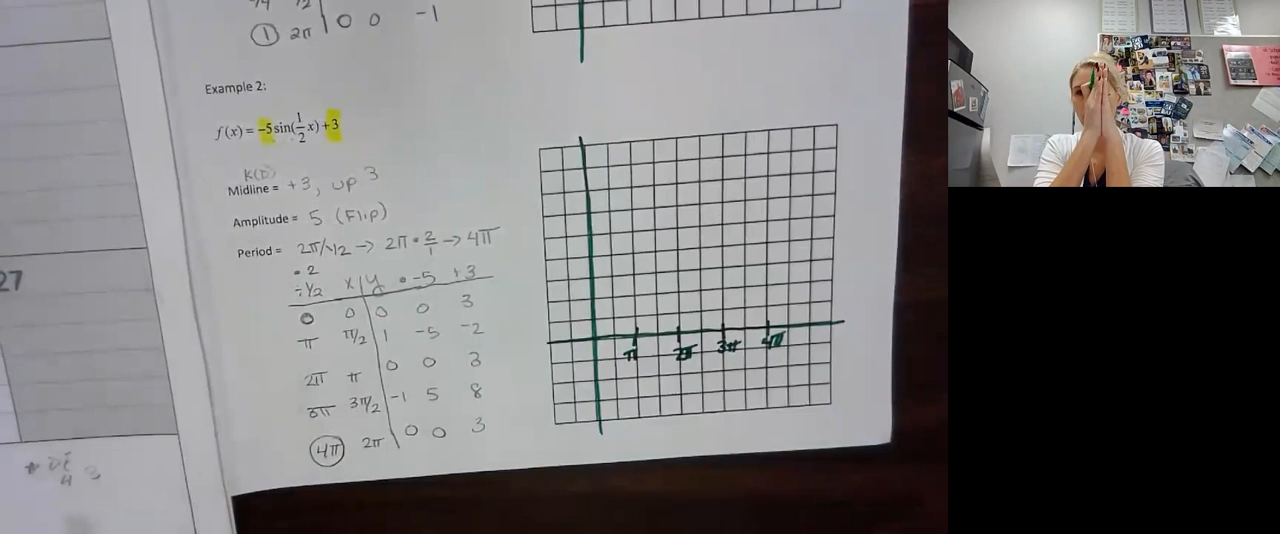 ① 2π 0 0 -1
Example 2:
f(x) = -5sin(1/2 x) + 3
K(D)
Midline = +3, up 3
Amplitude = 5 (Flip)
Period = 2π/1/2 → 2π • 2/1 → 4π
• 2
÷ 1/2 x y • -5 +3
0 0 0 0 3
π π/2 1 -5 -2
2π π 0 0 3
3π 3π/2 -1 5 8
4π 2π 0 0 3
π 2π 3π 4π
27